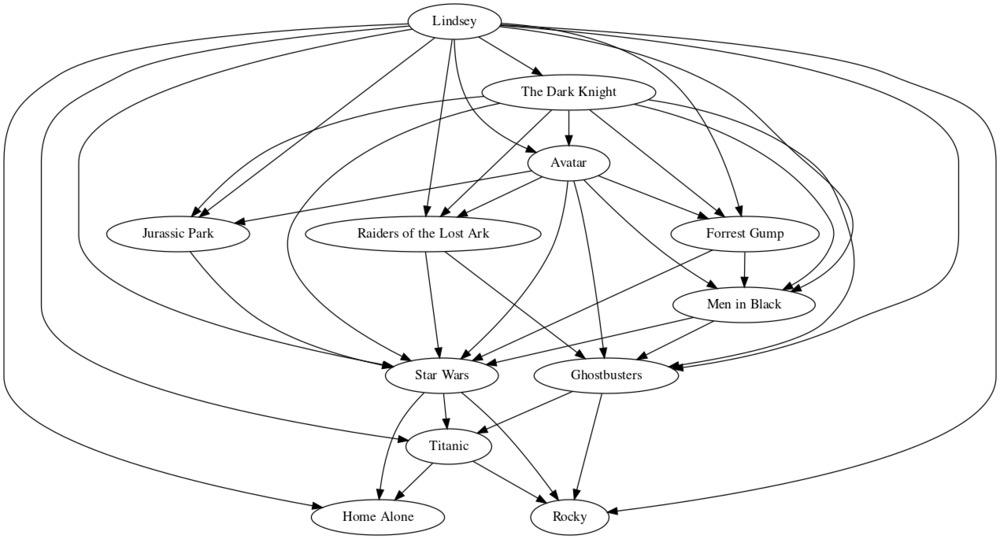 Lindsey
The Dark Knight
Avatar
Jurassic Park
Raiders of the Lost Ark
Forrest Gump
Men in Black
Star Wars
Ghostbusters
Titanic
Home Alone
Rocky